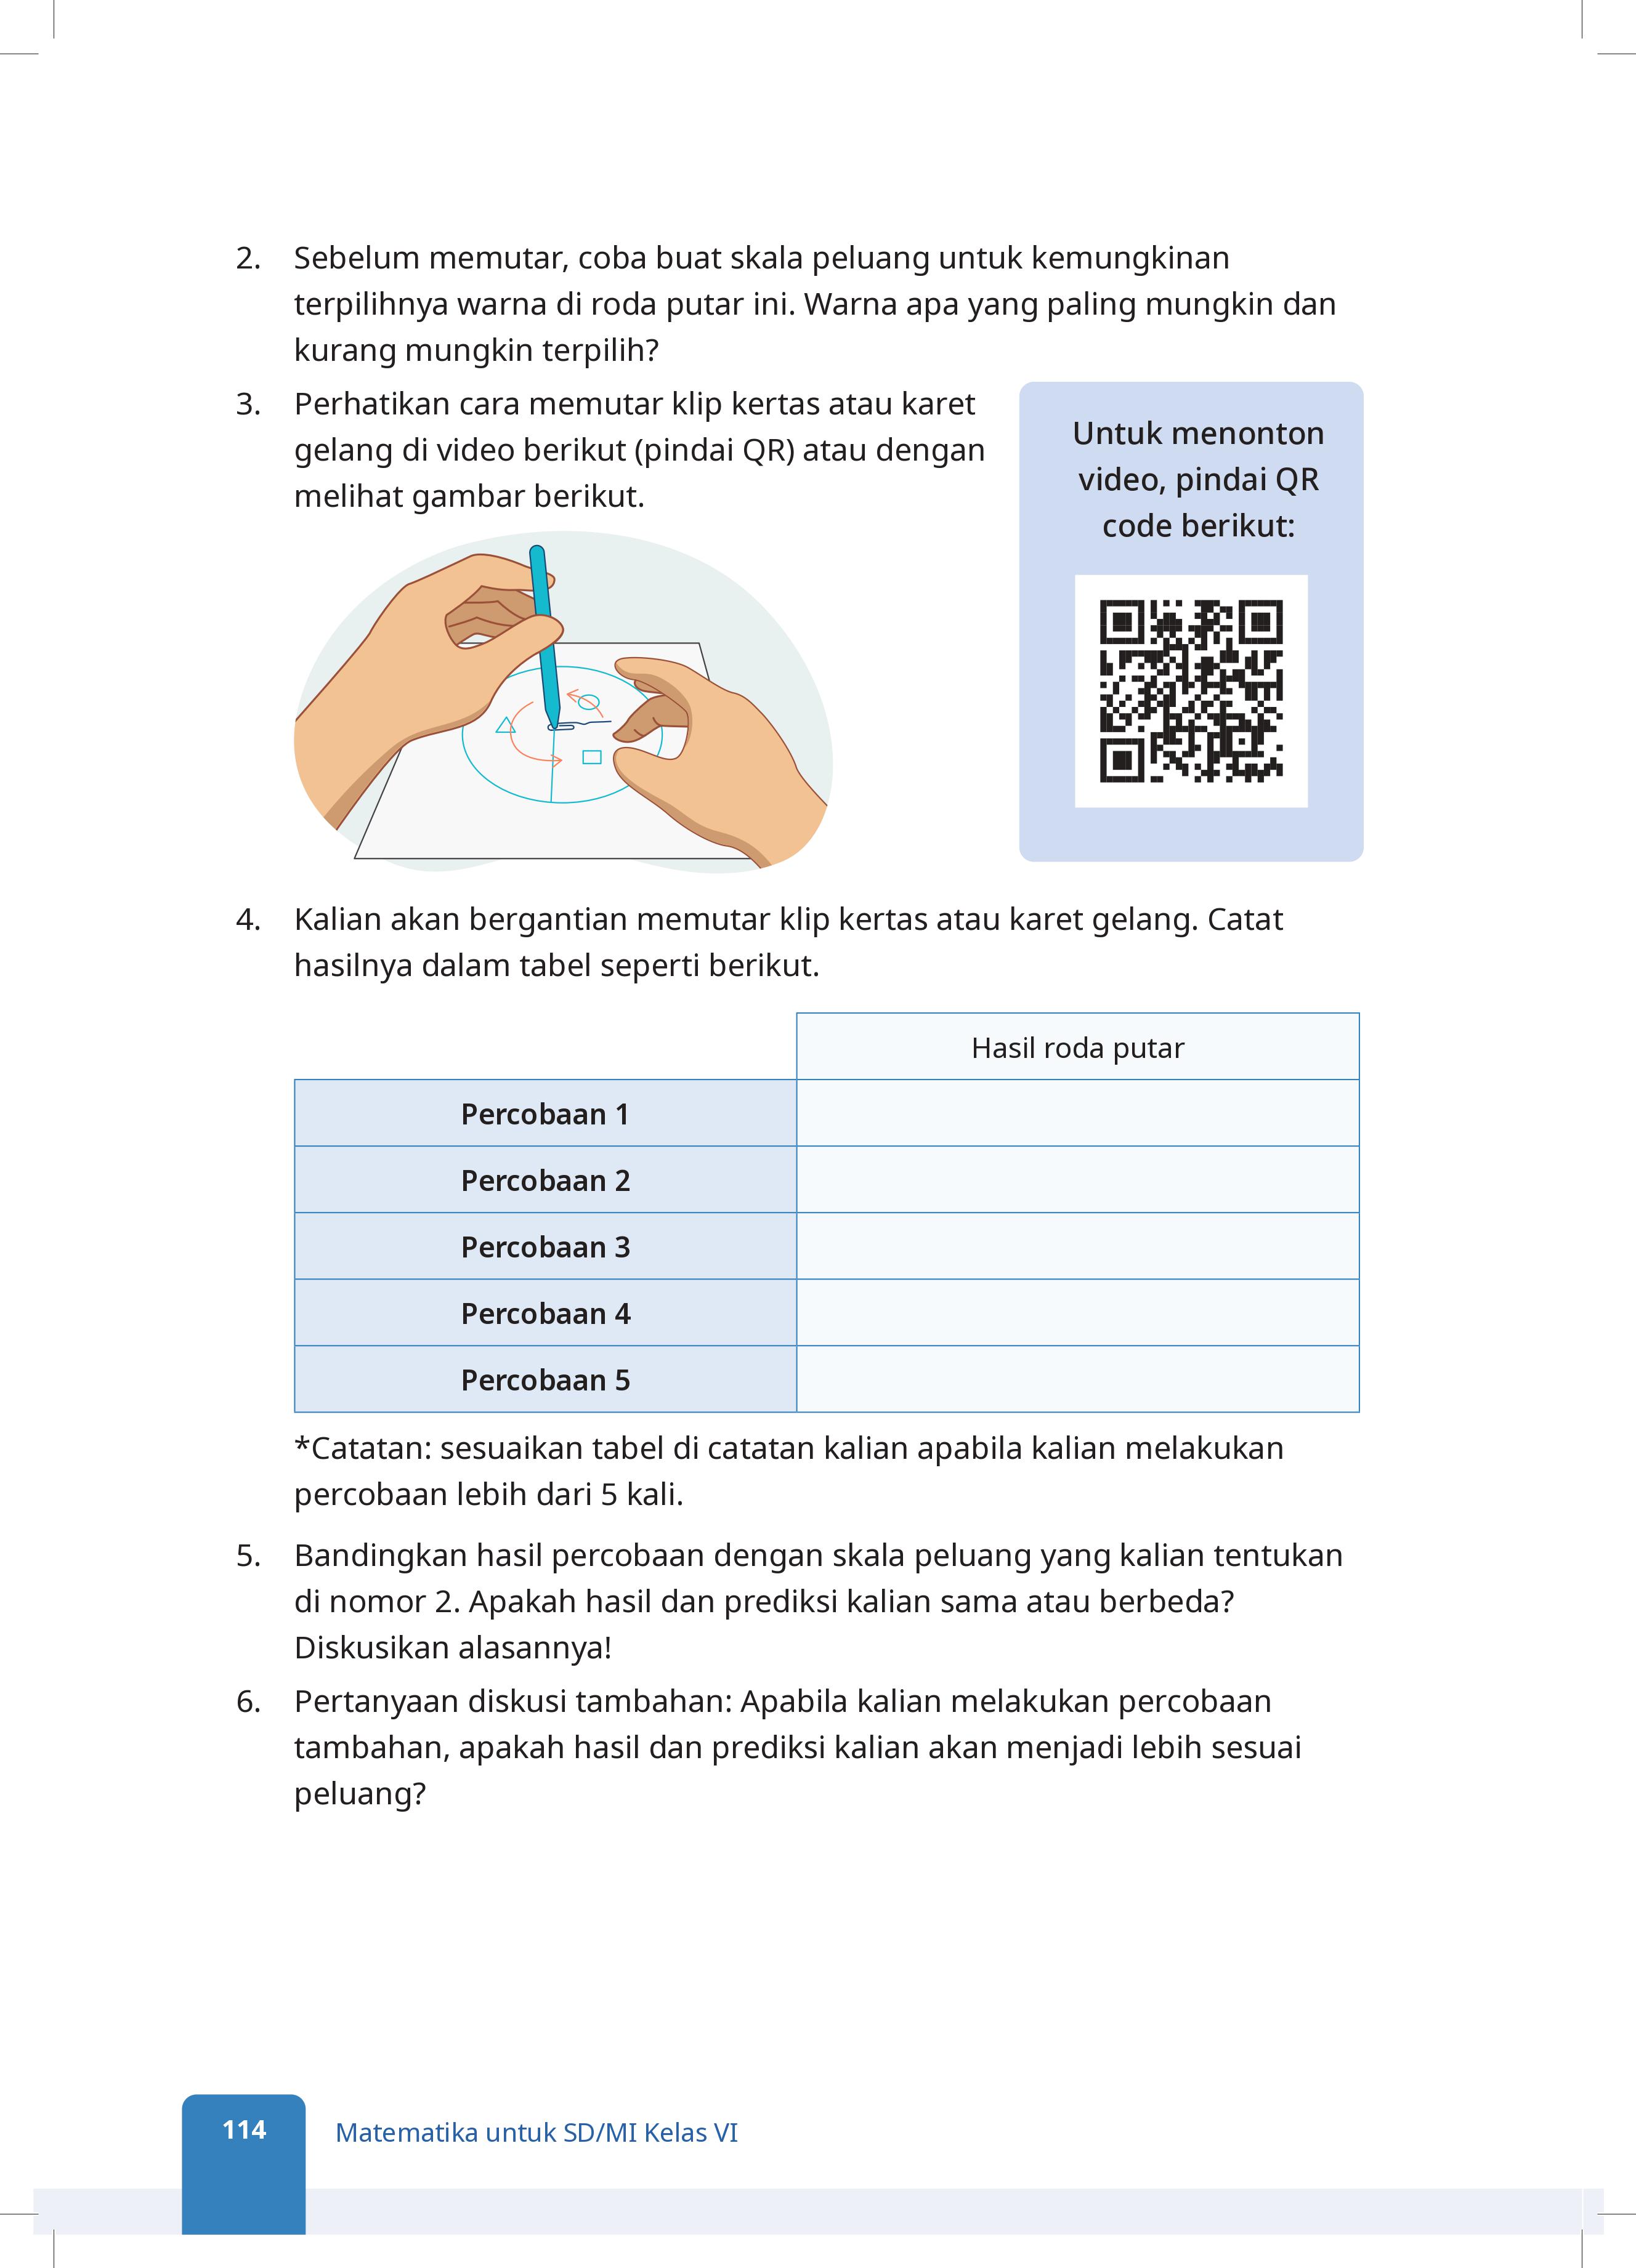 2. Sebelum memutar, coba buat skala peluang untuk kemungkinan
terpilihnya warna di roda putar ini. Warna apa yang paling mungkin dan
kurang mungkin terpilih?
3. Perhatikan cara memutar klip kertas atau karet
gelang di video berikut (pindai QR) atau dengan
melihat gambar berikut.
Untuk menonton
video, pindai QR
code berikut:
4. Kalian akan bergantian memutar klip kertas atau karet gelang. Catat
hasilnya dalam tabel seperti berikut.
Hasil roda putar
Percobaan 1
Percobaan 2
Percobaan 3
Percobaan 4
Percobaan 5
*Catatan: sesuaikan tabel di catatan kalian apabila kalian melakukan
percobaan lebih dari 5 kali.
5. Bandingkan hasil percobaan dengan skala peluang yang kalian tentukan
di nomor 2. Apakah hasil dan prediksi kalian sama atau berbeda?
Diskusikan alasannya!
6. Pertanyaan diskusi tambahan: Apabila kalian melakukan percobaan
tambahan, apakah hasil dan prediksi kalian akan menjadi lebih sesuai
peluang?
114 Matematika untuk SD/MI Kelas VI